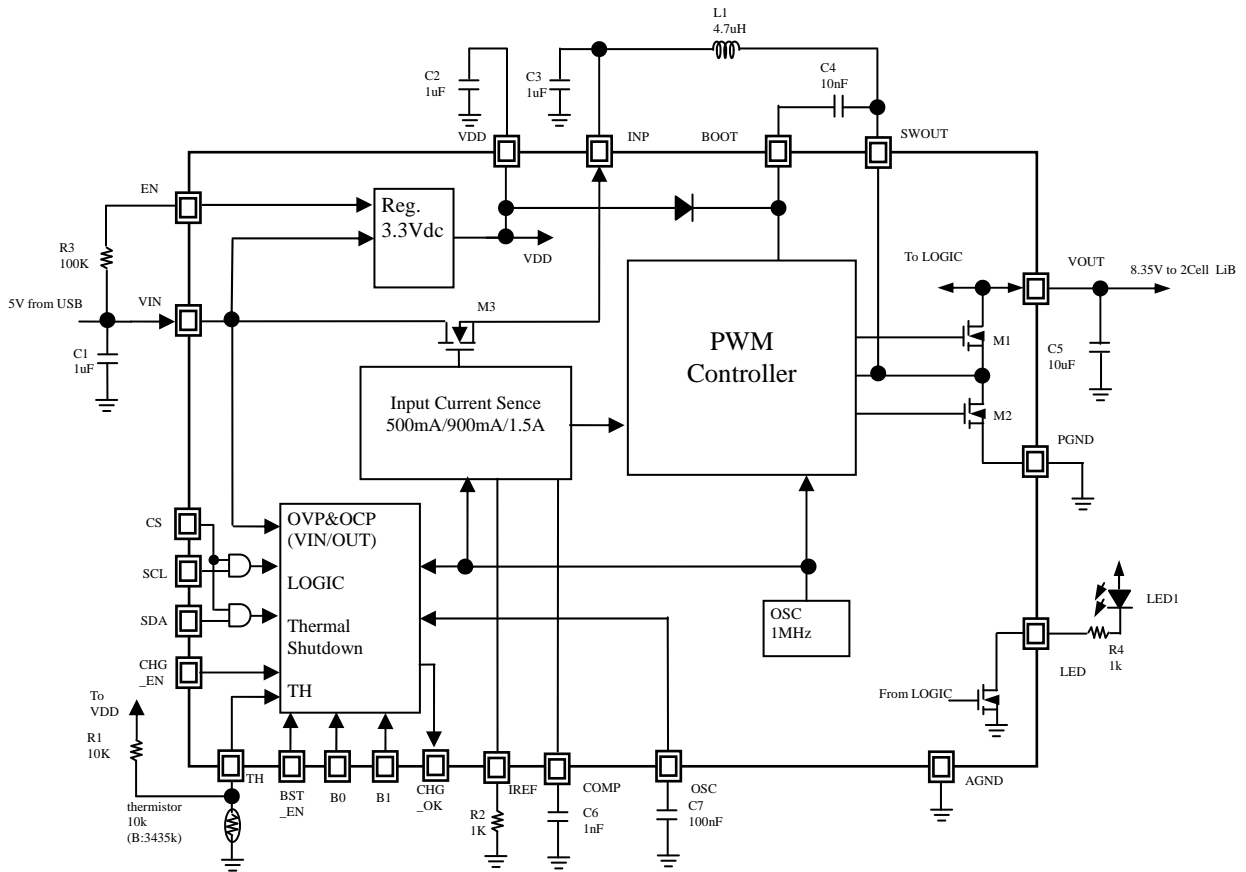 L1
4.7uH
C2
1uF
C3
1uF
C4
10nF
VDD
INP
BOOT
SWOUT
EN
Reg.
3.3Vdc
VDD
R3
100K
To LOGIC
VOUT
8.35V to 2Cell LiB
5V from USB
VIN
M3
C1
1uF
PWM
Controller
M1
C5
10uF
Input Current Sence
500mA/900mA/1.5A
M2
PGND
CS
OVP&OCP
(VIN/OUT)
SCL
LOGIC
SDA
Thermal
Shutdown
OSC
1MHz
LED1
CHG
_EN
R4
1k
LED
TH
From LOGIC
To
VDD
R1
10K
TH
BST
_EN
B0
B1
CHG
_OK
IREF
COMP
OSC
AGND
thermistor
10k
(B:3435k)
R2
1K
C6
1nF
C7
100nF